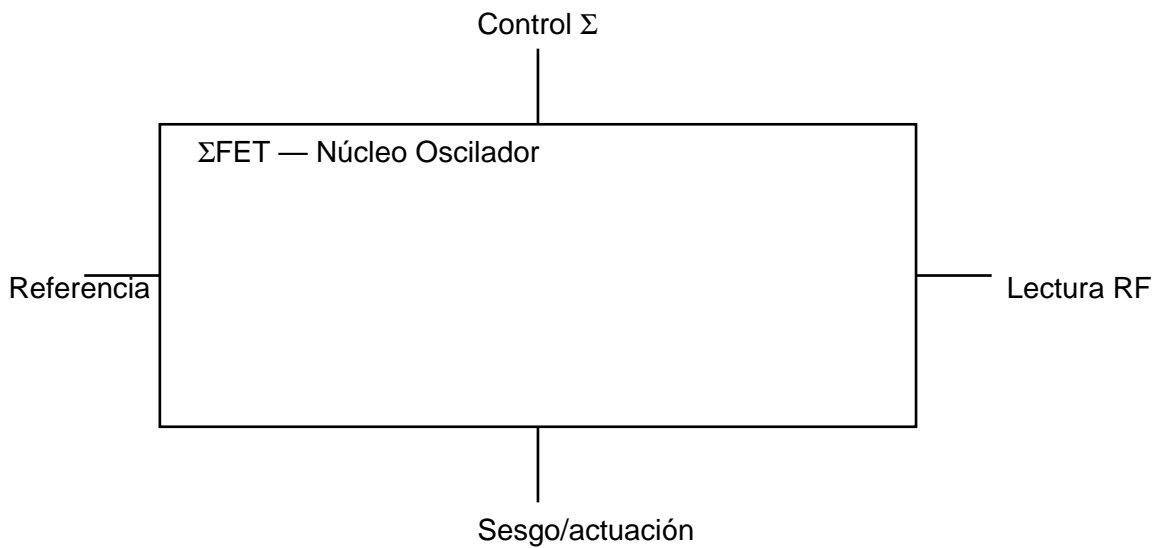 Control Σ
ΣFET — Núcleo Oscilador
Referencia
Lectura RF
Sesgo/actuación